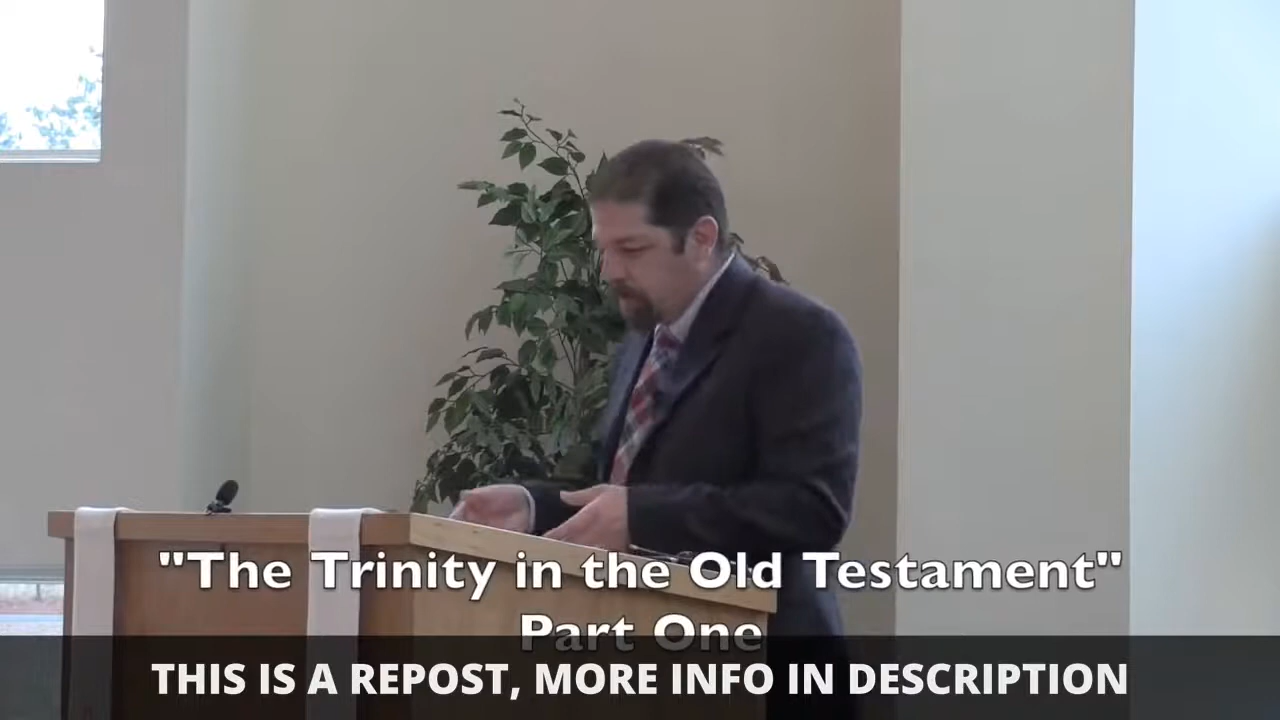 "The Trinity in the Old Testament"
Part One
THIS IS A REPOST, MORE INFO IN DESCRIPTION